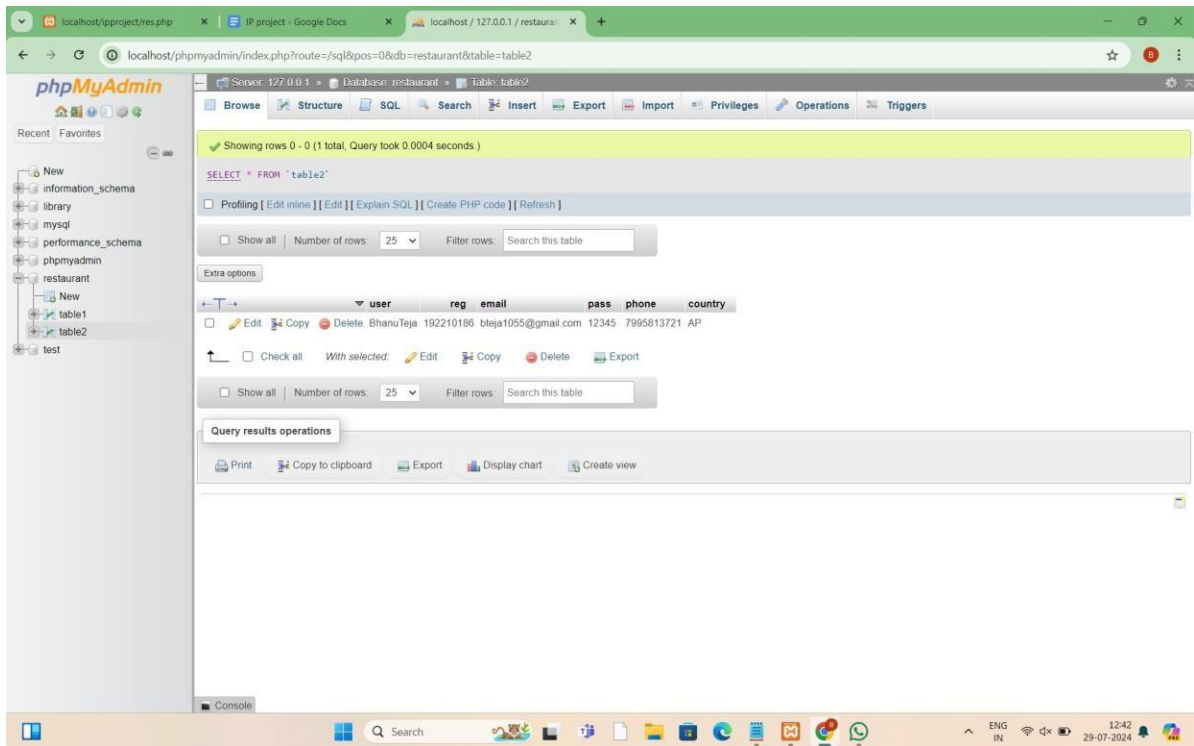 localhost/ipproject/res.php IP project - Google Docs localhost / 127.0.0.1 / restaurar
localhost/phpmyadmin/index.php?route=/sql&pos=0&db=restaurant&table=table2 B
phpMyAdmin
Recent Favorites
New
information_schema
library
mysql
performance_schema
phpmyadmin
restaurant
New
table1
table2
test
Server: 127.0.0.1 » Database: restaurant » Table: table2
Browse Structure SQL Search Insert Export Import Privileges Operations Triggers
Showing rows 0 - 0 (1 total, Query took 0.0004 seconds.)
SELECT * FROM `table2`
Profiling [ Edit inline ] [ Edit ] [ Explain SQL ] [ Create PHP code ] [ Refresh ]
Show all | Number of rows: 25 Filter rows: Search this table
Extra options
←T→ user reg email pass phone country
Edit Copy Delete BhanuTeja 192210186 bteja1055@gmail.com 12345 7995813721 AP
Check all With selected: Edit Copy Delete Export
Show all | Number of rows: 25 Filter rows: Search this table
Query results operations
Print Copy to clipboard Export Display chart Create view
Console
Search ENG 12:42
IN 29-07-2024